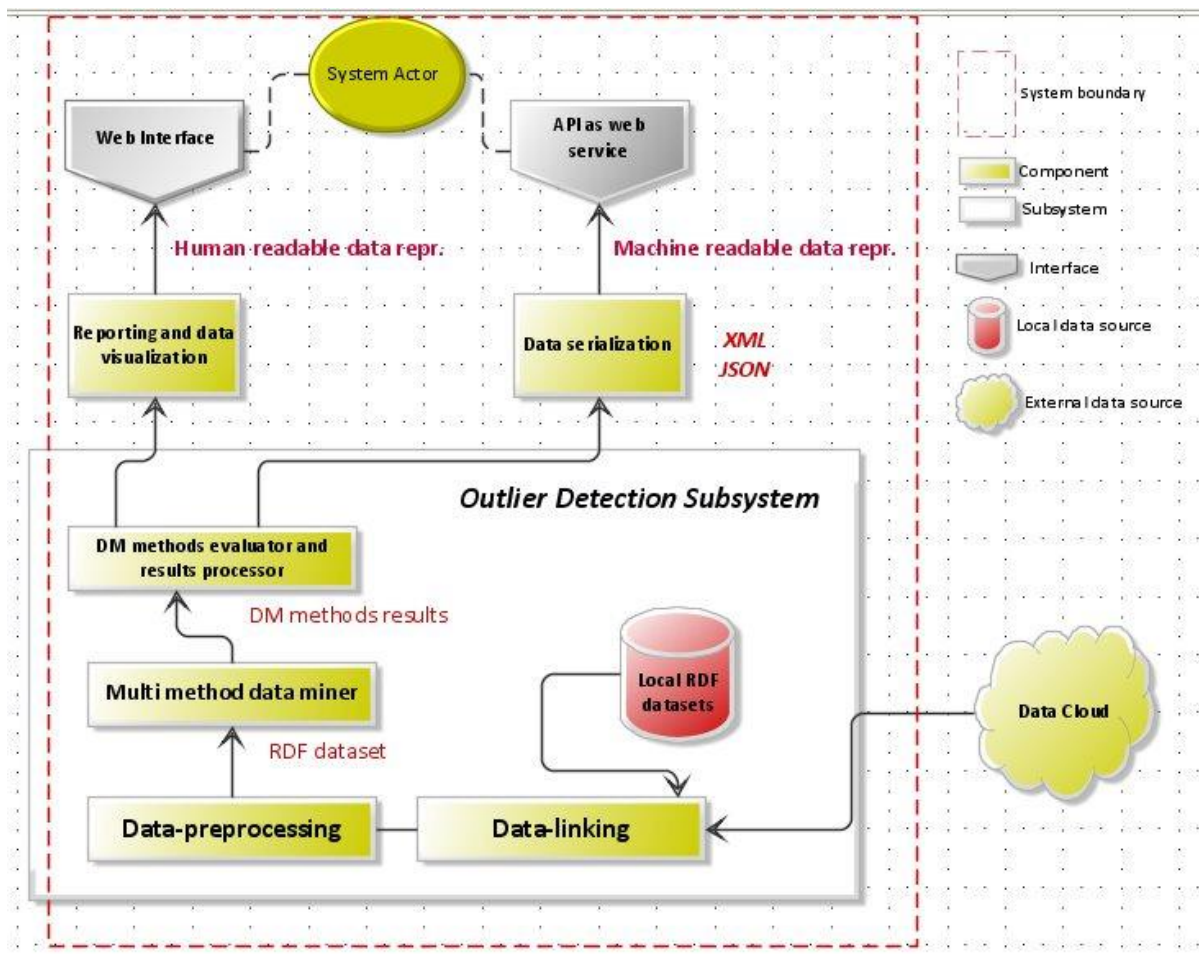 System Actor
Web Interface
API as web
service
Human readable data repr.
Machine readable data repr.
Reporting and data
visualization
Data serialization
XML
JSON
Outlier Detection Subsystem
DM methods evaluator and
results processor
DM methods results
Multi method data miner
Local RDF
datasets
RDF dataset
Data-preprocessing
Data-linking
Data Cloud
System boundary
Component
Subsystem
Interface
Local data source
External data source